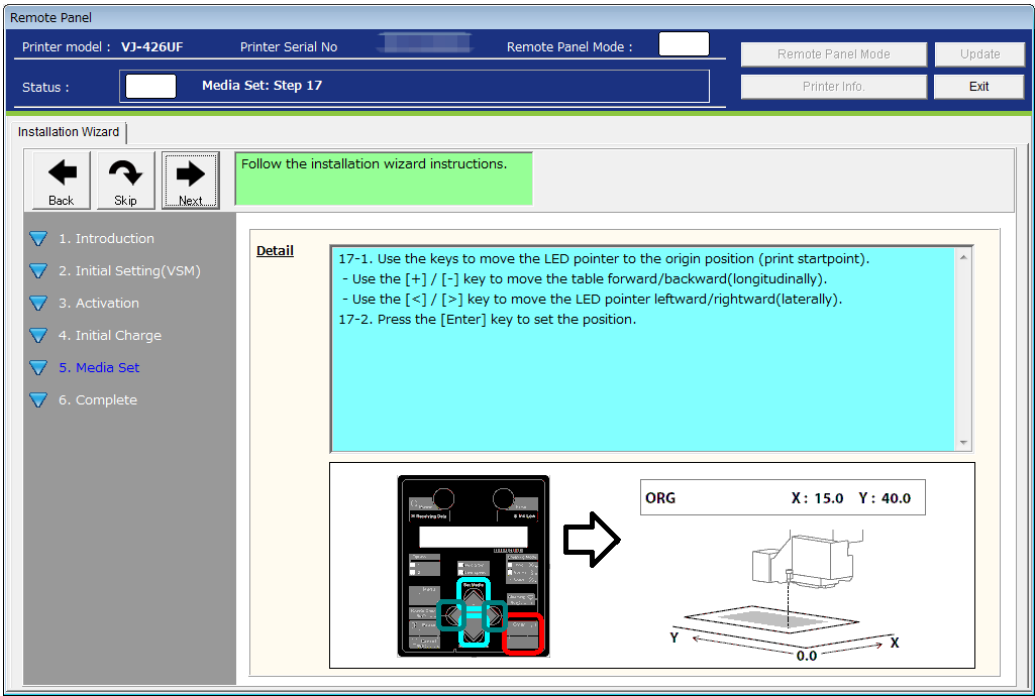 Remote Panel
Printer model : VJ-426UF Printer Serial No Remote Panel Mode :
Remote Panel Mode Update
Status : Media Set: Step 17
Printer Info. Exit
Installation Wizard
Back Skip Next
Follow the installation wizard instructions.
1. Introduction
2. Initial Setting(VSM)
3. Activation
4. Initial Charge
5. Media Set
6. Complete
Detail
17-1. Use the keys to move the LED pointer to the origin position (print startpoint).
- Use the [+] / [-] key to move the table forward/backward(longitudinally).
- Use the [<] / [>] key to move the LED pointer leftward/rightward(laterally).
17-2. Press the [Enter] key to set the position.
ORG X : 15.0 Y : 40.0
Y X
0.0